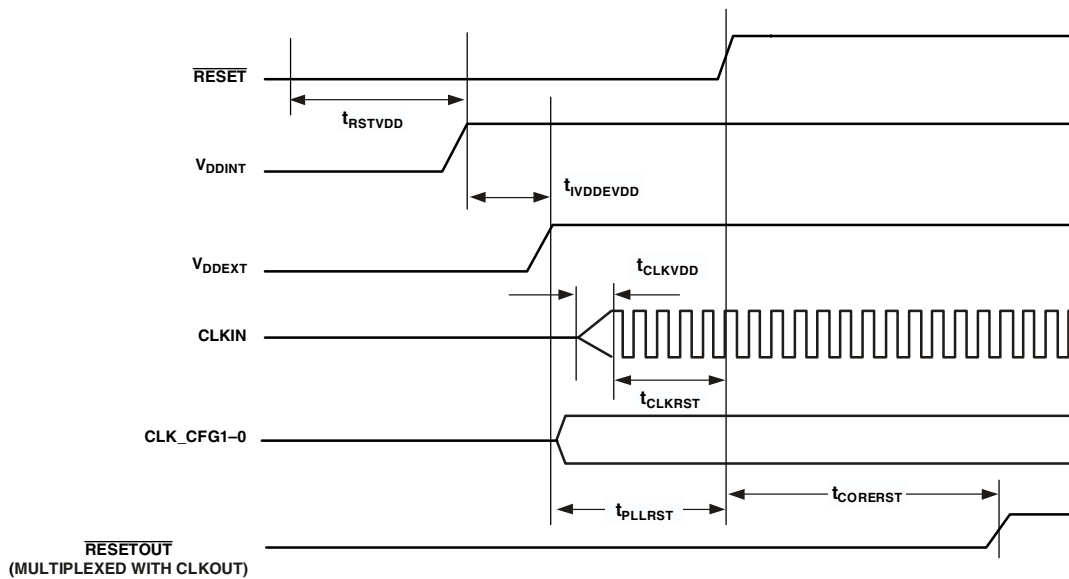 RESET
tRSTVDD
VDDINT
tIVDDEVDD
VDDEXT
tCLKVDD
CLKIN
tCLKRST
CLK_CFG1–0
tCORERST
tPLLRST
RESETOUT
(MULTIPLEXED WITH CLKOUT)